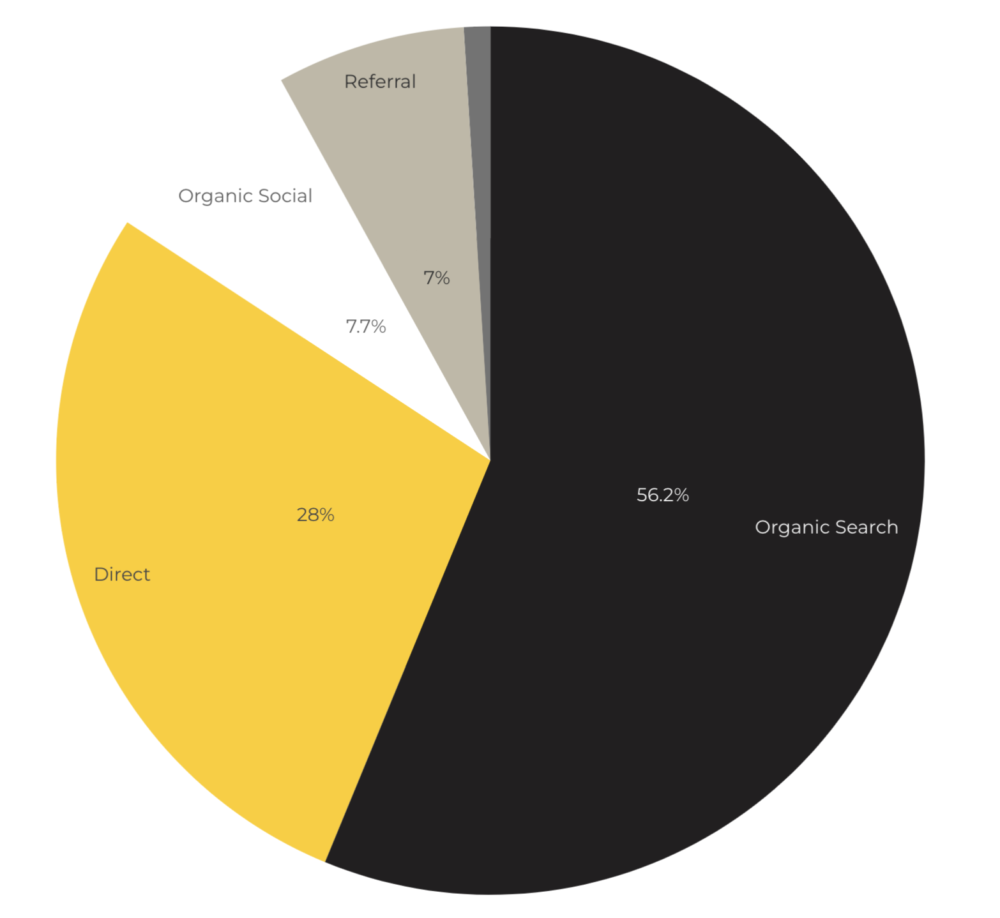 Referral
Organic Social
7%
7.7%
56.2%
28%
Organic Search
Direct